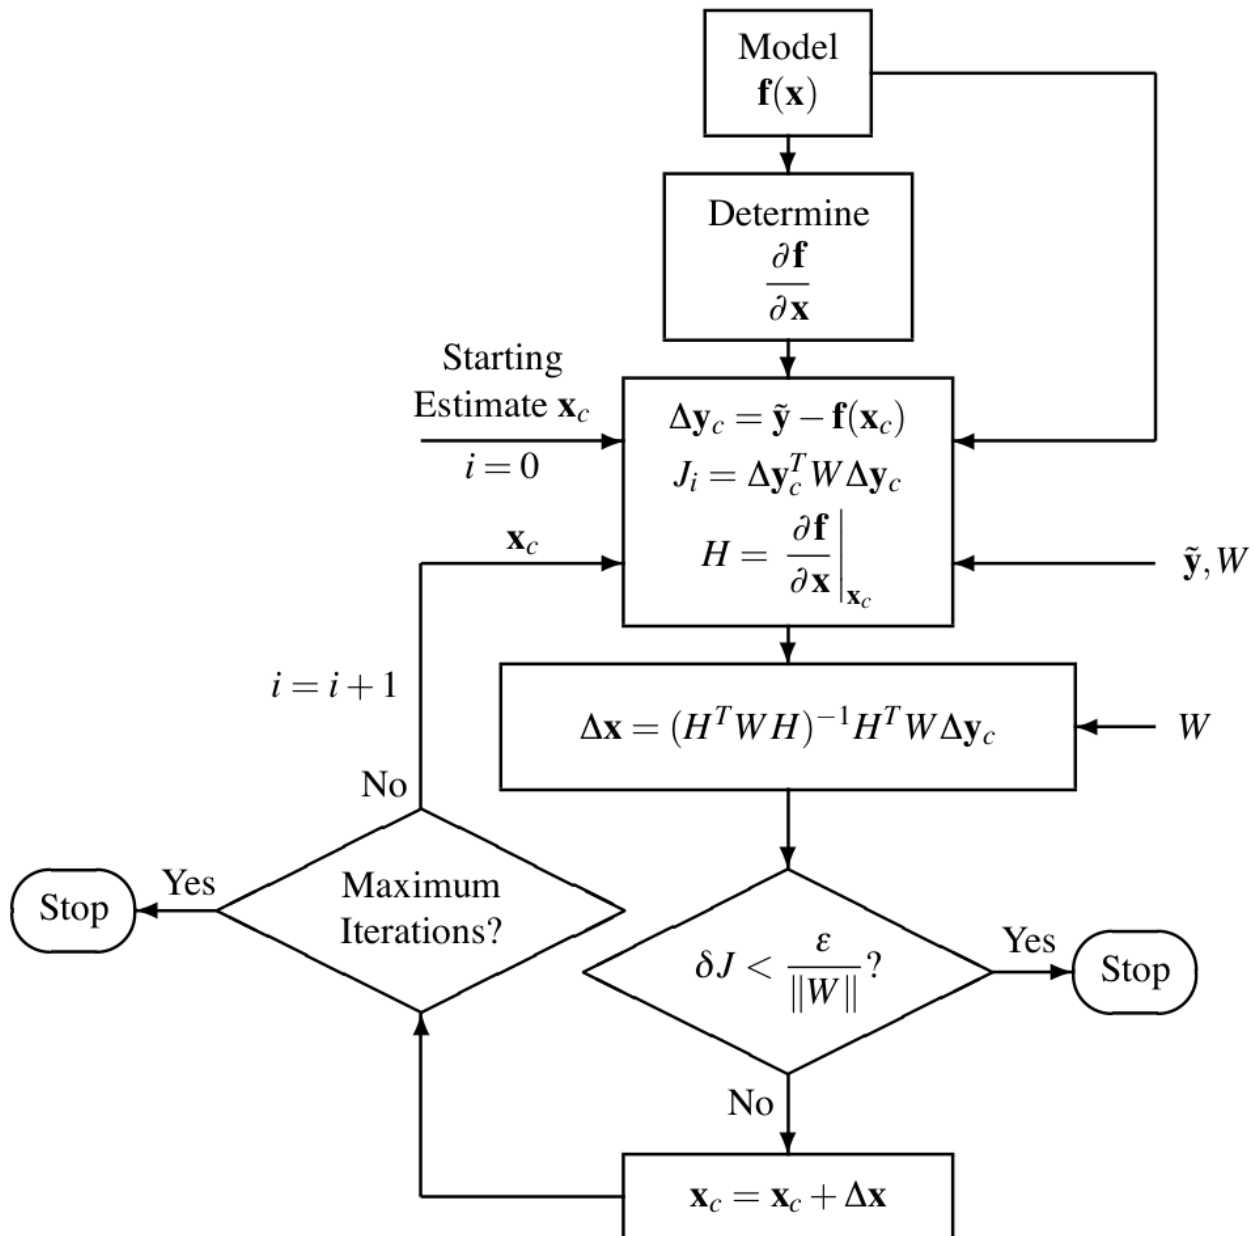 Model
𝐟(𝐱)
Determine
∂𝐟
∂𝐱
Starting
Estimate 𝐱_c
i = 0
Δ𝐲_c = 𝐲̃ − 𝐟(𝐱_c)
J_i = Δ𝐲_c^T W Δ𝐲_c
H = ∂𝐟/∂𝐱 |_{𝐱_c}
𝐱_c
𝐲̃, W
i = i + 1
Δ𝐱 = (H^T W H)^{−1} H^T W Δ𝐲_c
W
No
Stop
Yes
Maximum
Iterations?
δJ < ε/‖W‖ ?
Yes
Stop
No
𝐱_c = 𝐱_c + Δ𝐱